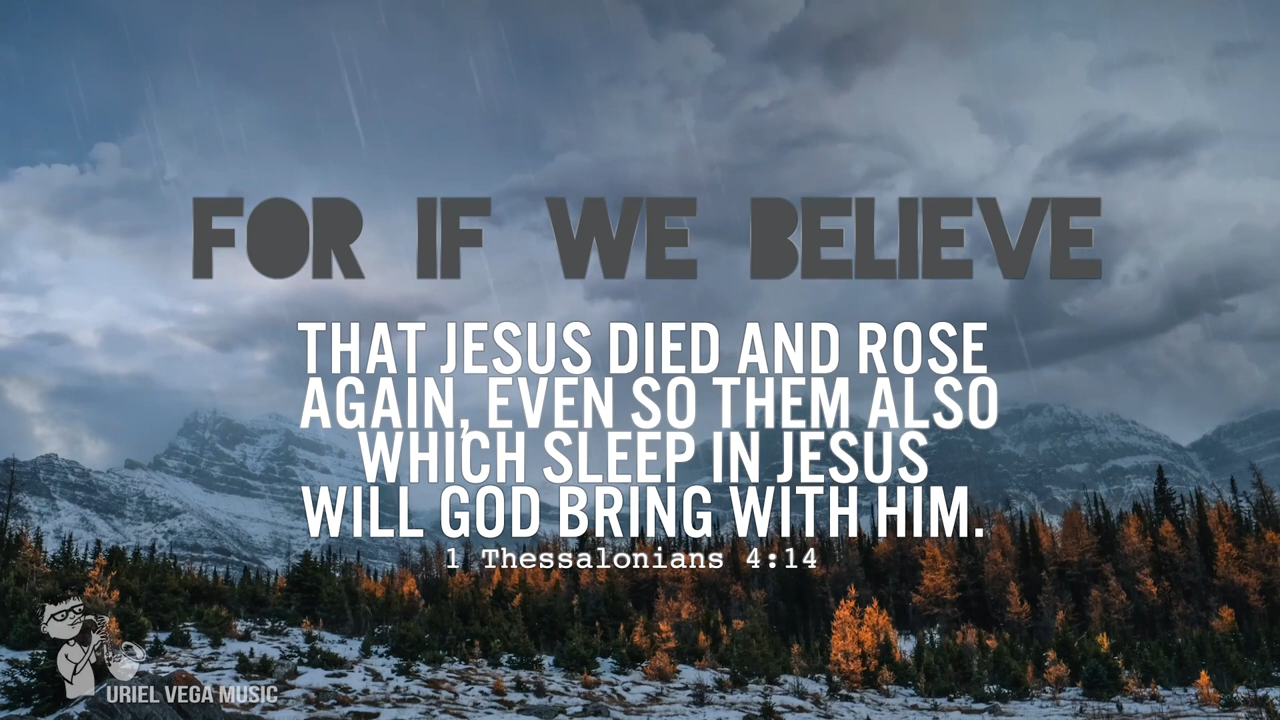 FOR IF WE BELIEVE
THAT JESUS DIED AND ROSE
AGAIN, EVEN SO THEM ALSO
WHICH SLEEP IN JESUS
WILL GOD BRING WITH HIM.
1 Thessalonians 4:14
URIEL VEGA MUSIC